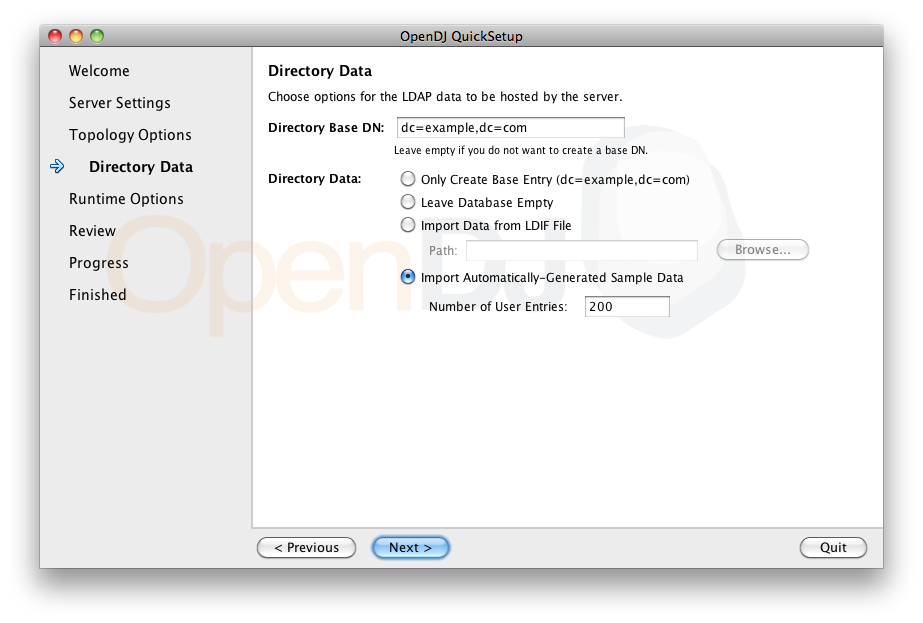 OpenDJ QuickSetup
Welcome
Server Settings
Topology Options
Directory Data
Runtime Options
Review
Progress
Finished
OpenDJ
Directory Data
Choose options for the LDAP data to be hosted by the server.
Directory Base DN: dc=example,dc=com
Leave empty if you do not want to create a base DN.
Directory Data: Only Create Base Entry (dc=example,dc=com)
Leave Database Empty
Import Data from LDIF File
Path: Browse...
Import Automatically-Generated Sample Data
Number of User Entries: 200
< Previous Next > Quit